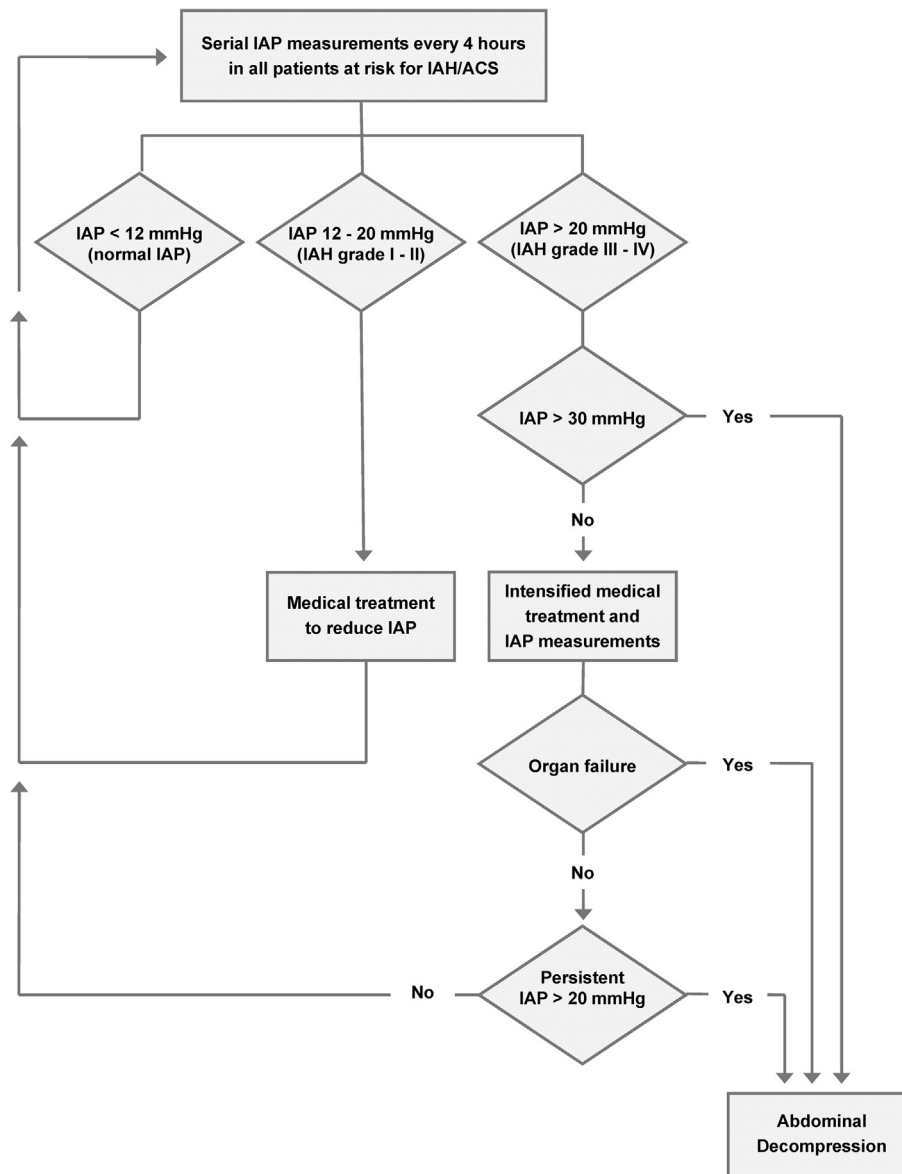 Serial IAP measurements every 4 hours
in all patients at risk for IAH/ACS
IAP < 12 mmHg
(normal IAP)
IAP 12 - 20 mmHg
(IAH grade I - II)
IAP > 20 mmHg
(IAH grade III - IV)
IAP > 30 mmHg
Yes
No
Medical treatment
to reduce IAP
Intensified medical
treatment and
IAP measurements
Organ failure
Yes
No
Persistent
IAP > 20 mmHg
No
Yes
Abdominal
Decompression